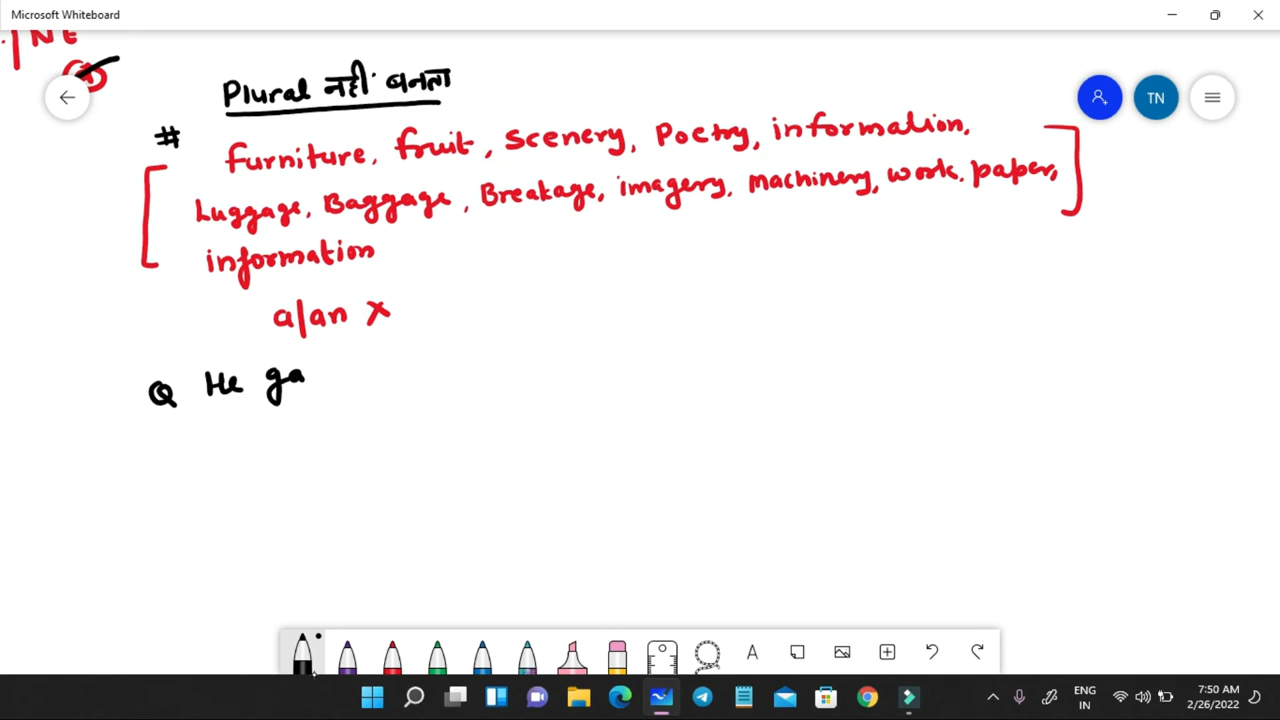 Microsoft Whiteboard
NE
Plural नहीं बनता
TN
# furniture, fruit, scenery, Poetry, information,
Luggage, Baggage, Breakage, imagery, machinery, work, paper,
information
a/an ×
Q He ga
A
ENG
IN
7:50 AM
2/26/2022